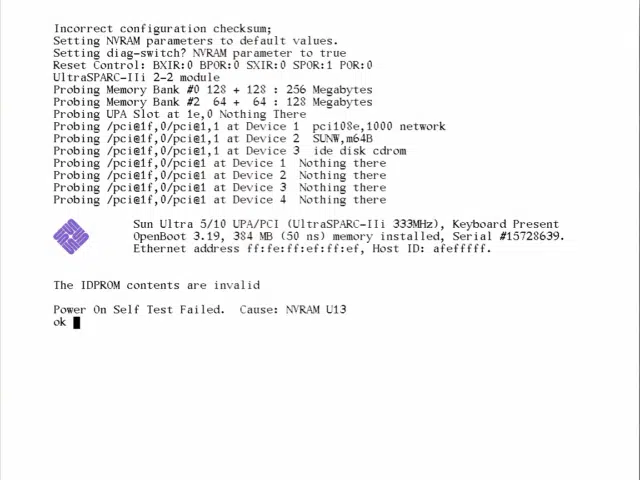 Incorrect configuration checksum;
Setting NVRAM parameters to default values.
Setting diag-switch? NVRAM parameter to true
Reset Control: BXIR:0 BPOR:0 SXIR:0 SPOR:1 POR:0
UltraSPARC-IIi 2-2 module
Probing Memory Bank #0 128 + 128 : 256 Megabytes
Probing Memory Bank #2  64 +  64 : 128 Megabytes
Probing UPA Slot at 1e,0 Nothing There
Probing /pci@1f,0/pci@1,1 at Device 1  pci108e,1000 network
Probing /pci@1f,0/pci@1,1 at Device 2  SUNW,m64B
Probing /pci@1f,0/pci@1,1 at Device 3  ide disk cdrom
Probing /pci@1f,0/pci@1 at Device 1  Nothing there
Probing /pci@1f,0/pci@1 at Device 2  Nothing there
Probing /pci@1f,0/pci@1 at Device 3  Nothing there
Probing /pci@1f,0/pci@1 at Device 4  Nothing there
Sun Ultra 5/10 UPA/PCI (UltraSPARC-IIi 333MHz), Keyboard Present
OpenBoot 3.19, 384 MB (50 ns) memory installed, Serial #15728639.
Ethernet address ff:fe:ff:ef:ff:ef, Host ID: afefffff.
The IDPROM contents are invalid
Power On Self Test Failed.  Cause: NVRAM U13
ok